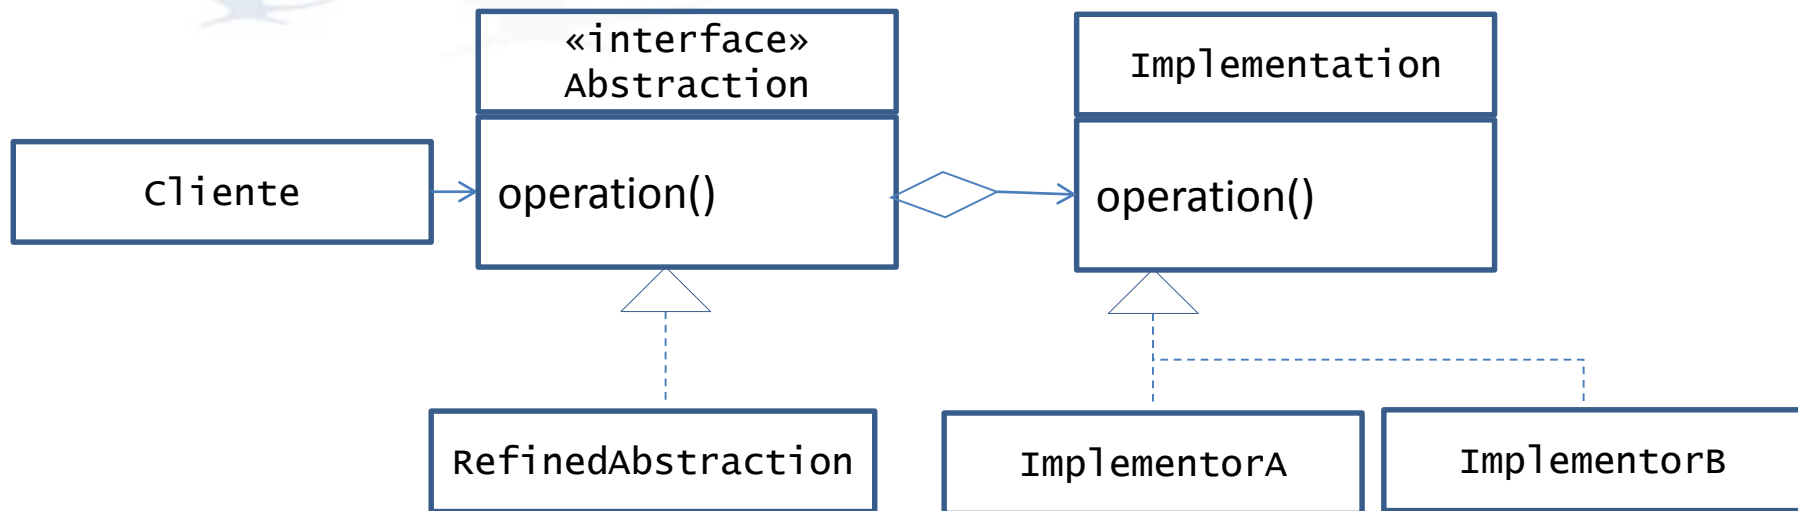 «interface»
Abstraction
operation()
Implementation
operation()
Cliente
RefinedAbstraction
ImplementorA
ImplementorB